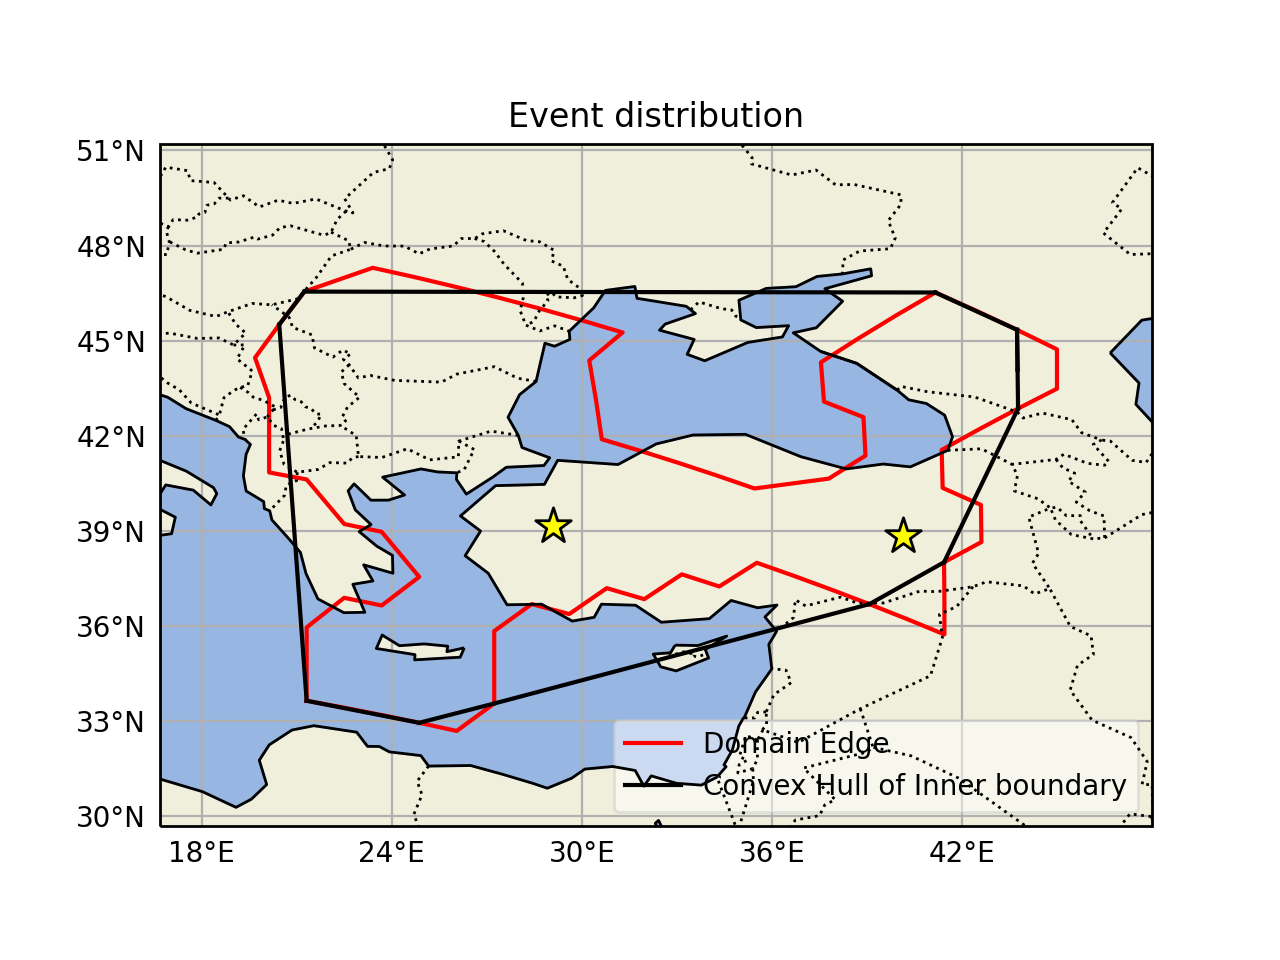 Event distribution
51°N
48°N
45°N
42°N
39°N
36°N
33°N
30°N
18°E 24°E 30°E 36°E 42°E
Domain Edge
Convex Hull of Inner boundary